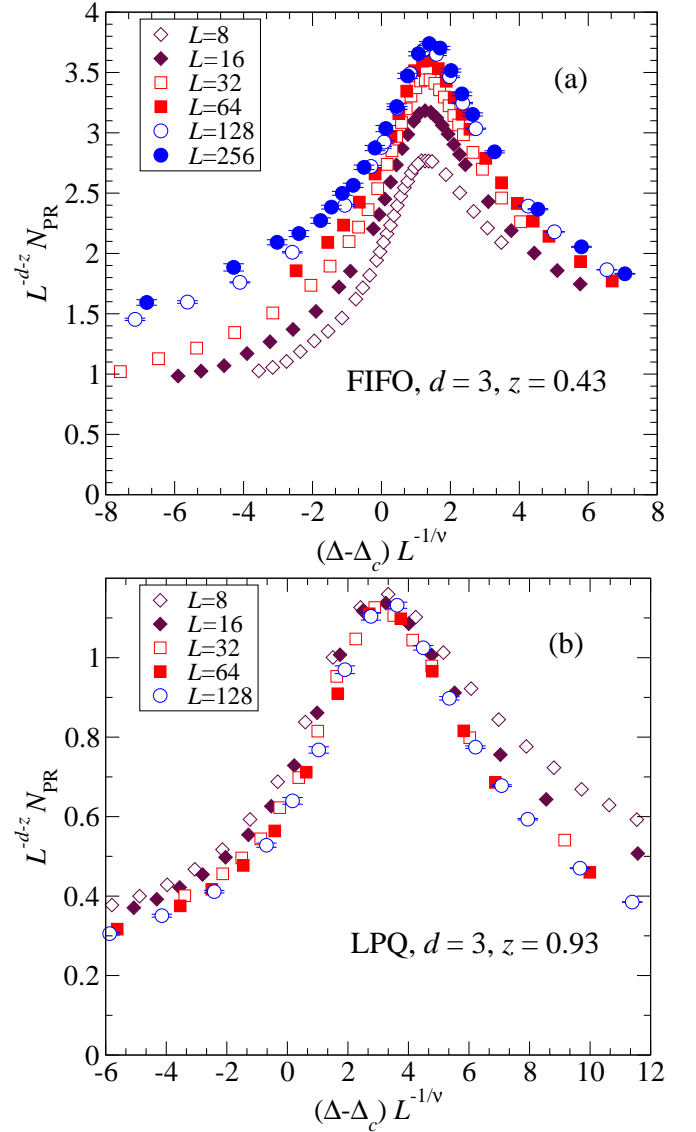 4
3.5
3
2.5
2
1.5
1
0.5
0
L^{-d-z} N_PR
L=8
L=16
L=32
L=64
L=128
L=256
(a)
FIFO, d = 3, z = 0.43
-8 -6 -4 -2 0 2 4 6 8
(Δ-Δ_c) L^{-1/ν}
1
0.8
0.6
0.4
0.2
0
L^{-d-z} N_PR
L=8
L=16
L=32
L=64
L=128
(b)
LPQ, d = 3, z = 0.93
-6 -4 -2 0 2 4 6 8 10 12
(Δ-Δ_c) L^{-1/ν}